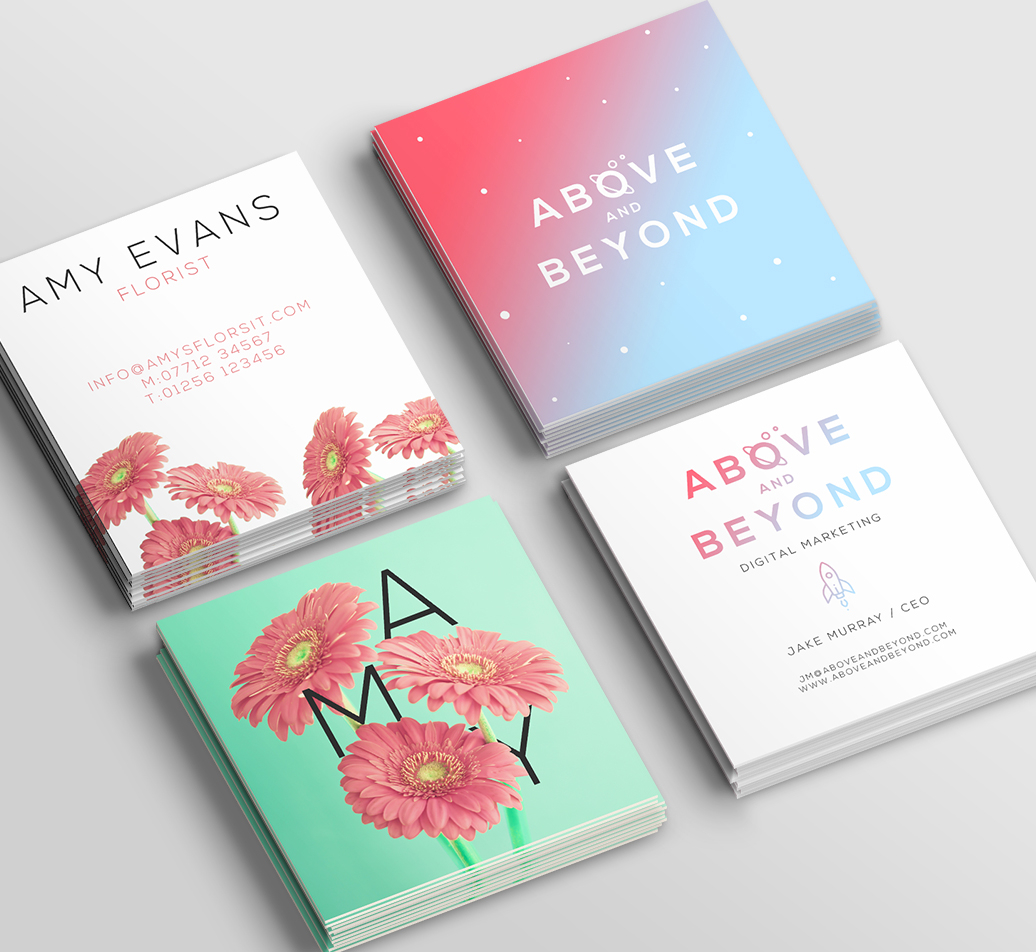 AMY EVANS
FLORIST
INFO@AMYSFLORSIT.COM
M:07712 34567
T:01256 123456
ABOVE
AND
BEYOND
A
M
Y
ABOVE
AND
BEYOND
DIGITAL MARKETING
JAKE MURRAY / CEO
JM@ABOVEANDBEYOND.COM
WWW.ABOVEANDBEYOND.COM